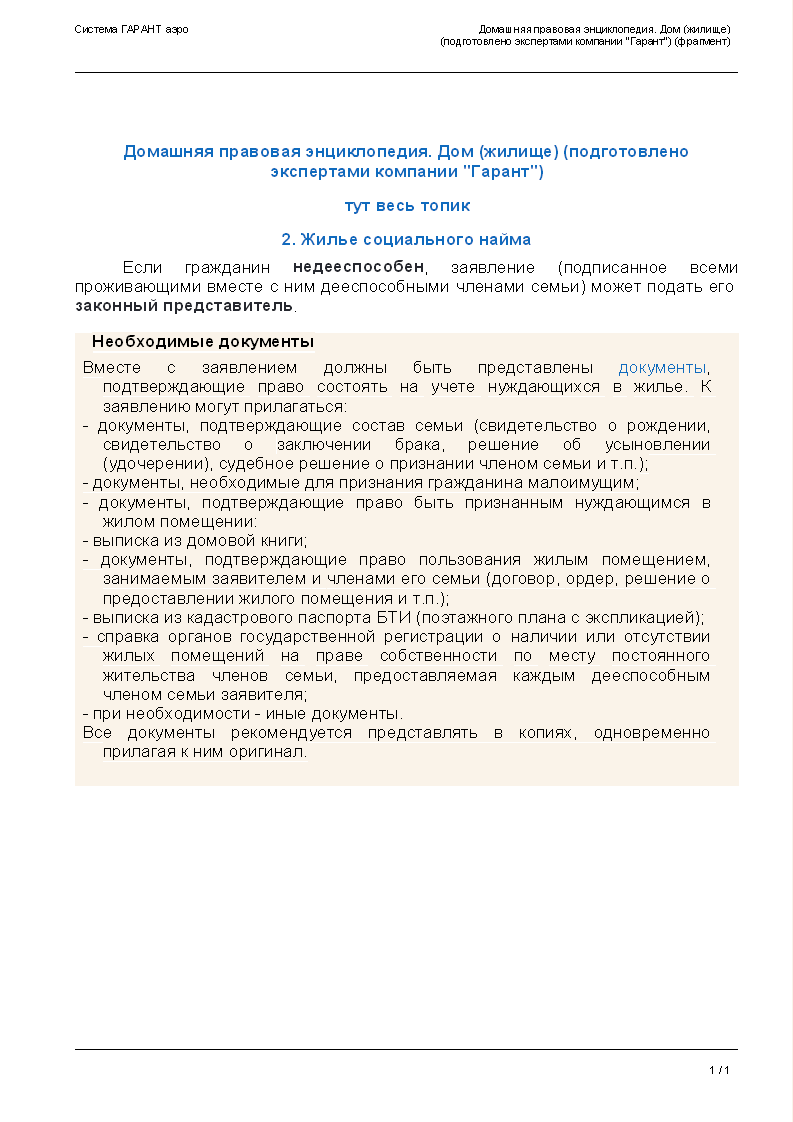 Система ГАРАНТ аэро
Домашняя правовая энциклопедия. Дом (жилище)
(подготовлено экспертами компании "Гарант") (фрагмент)
Домашняя правовая энциклопедия. Дом (жилище) (подготовлено
экспертами компании "Гарант")
тут весь топик
2. Жилье социального найма
Если гражданин недееспособен, заявление (подписанное всеми
проживающими вместе с ним дееспособными членами семьи) может подать его
законный представитель.
Необходимые документы
Вместе с заявлением должны быть представлены документы,
подтверждающие право состоять на учете нуждающихся в жилье. К
заявлению могут прилагаться:
- документы, подтверждающие состав семьи (свидетельство о рождении,
свидетельство о заключении брака, решение об усыновлении
(удочерении), судебное решение о признании членом семьи и т.п.);
- документы, необходимые для признания гражданина малоимущим;
- документы, подтверждающие право быть признанным нуждающимся в
жилом помещении:
- выписка из домовой книги;
- документы, подтверждающие право пользования жилым помещением,
занимаемым заявителем и членами его семьи (договор, ордер, решение о
предоставлении жилого помещения и т.п.);
- выписка из кадастрового паспорта БТИ (поэтажного плана с экспликацией);
- справка органов государственной регистрации о наличии или отсутствии
жилых помещений на праве собственности по месту постоянного
жительства членов семьи, предоставляемая каждым дееспособным
членом семьи заявителя;
- при необходимости - иные документы.
Все документы рекомендуется представлять в копиях, одновременно
прилагая к ним оригинал.
1 / 1